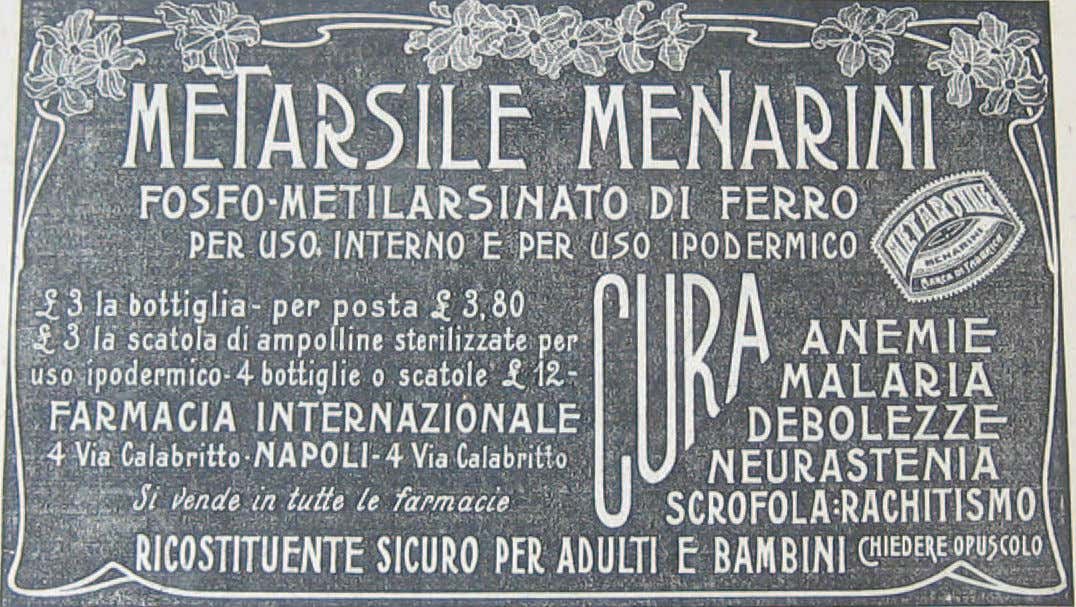 METARSILE MENARINI
FOSFO-METILARSINATO DI FERRO
PER USO INTERNO E PER USO IPODERMICO
METARSILE
MENARINI
MARCA DI FABBRICA
£ 3 la bottiglia - per posta £ 3,80
£ 3 la scatola di ampolline sterilizzate per
uso ipodermico - 4 bottiglie o scatole £ 12-
FARMACIA INTERNAZIONALE
4 Via Calabritto - NAPOLI - 4 Via Calabritto
Si vende in tutte le farmacie
CURA
ANEMIE
MALARIA
DEBOLEZZE
NEURASTENIA
SCROFOLA:RACHITISMO
RICOSTITUENTE SICURO PER ADULTI E BAMBINI CHIEDERE OPUSCOLO